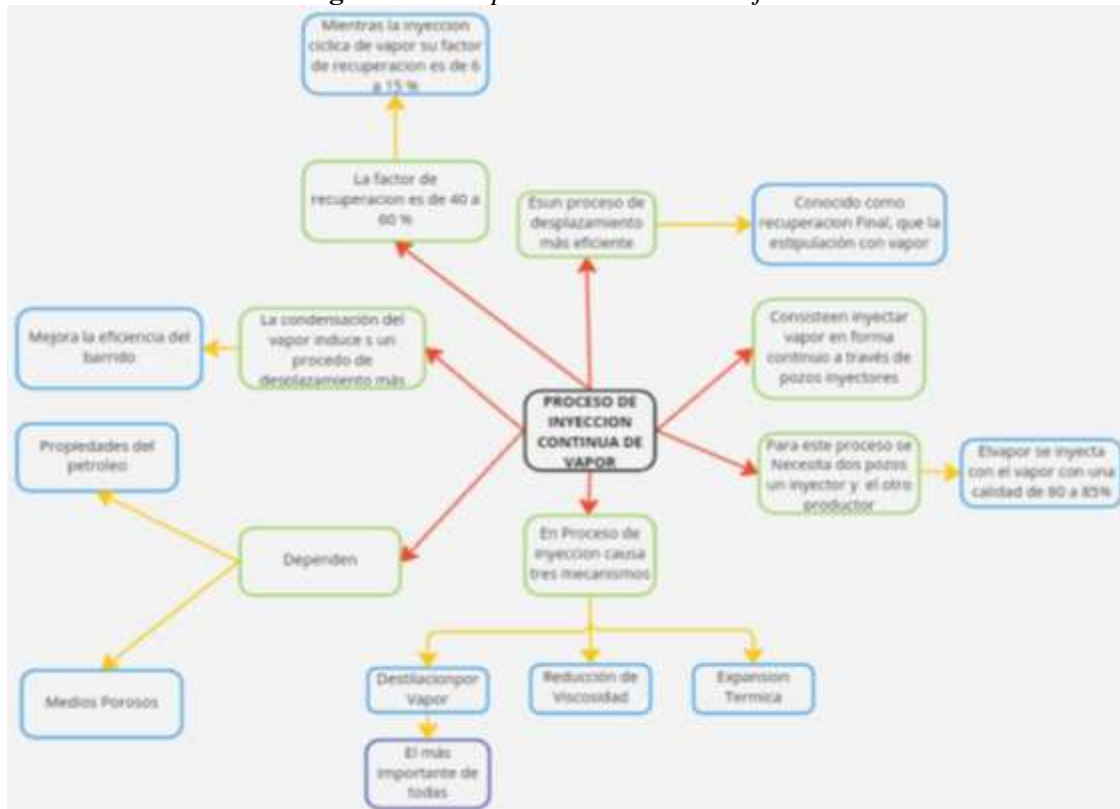 Mientras la inyeccion
ciclica de vapor su factor
de recuperacion es de 6
a 15 %
La factor de
recuperacion es de 40 a
60 %
Esun proceso de
desplazamiento
más eficiente
Conocido como
recuperacion Final, que la
estipulación con vapor
Mejora la eficiencia del
barrido
La condensación del
vapor induce s un
procedo de
desplazamiento más
Consisteen inyectar
vapor en forma
continuo a través de
pozos inyectores
PROCESO DE
INYECCION
CONTINUA DE
VAPOR
Propiedades del
petroleo
Para este proceso se
Necesita dos pozos
un injector y el otro
productor
Elvapor se inyecta
con el vapor con una
calidad de 80 a 85%
En Proceso de
inyeccion causa
tres mecanismos
Dependen
Medios Porosos
Destilacionpor
Vapor
Reducción de
Viscosidad
Expansion
Termica
El más
importante de
todas